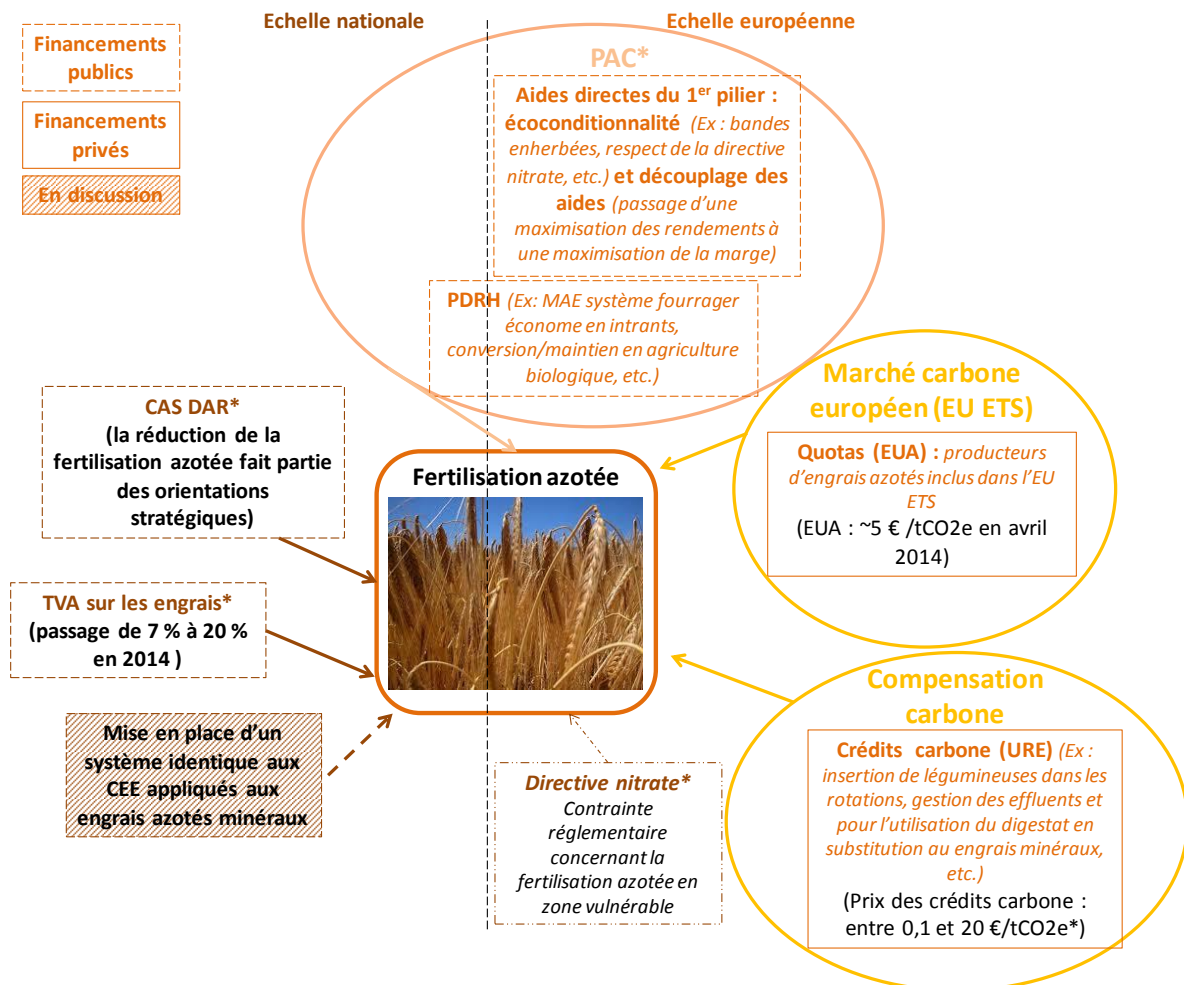 Echelle nationale
Echelle européenne
Financements
publics
Financements
privés
En discussion
PAC*
Aides directes du 1er pilier :
écoconditionnalité (Ex : bandes
enherbées, respect de la directive
nitrate, etc.) et découplage des
aides (passage d’une
maximisation des rendements à
une maximisation de la marge)
PDRH (Ex: MAE système fourrager
économe en intrants,
conversion/maintien en agriculture
biologique, etc.)
CAS DAR*
(la réduction de la
fertilisation azotée fait partie
des orientations
stratégiques)
TVA sur les engrais*
(passage de 7 % à 20 %
en 2014 )
Mise en place d’un
système identique aux
CEE appliqués aux
engrais azotés minéraux
Fertilisation azotée
Directive nitrate*
Contrainte
réglementaire
concernant la
fertilisation azotée en
zone vulnérable
Marché carbone
européen (EU ETS)
Quotas (EUA) : producteurs
d’engrais azotés inclus dans l’EU
ETS
(EUA : ~5 € /tCO2e en avril
2014)
Compensation
carbone
Crédits carbone (URE) (Ex :
insertion de légumineuses dans les
rotations, gestion des effluents et
pour l’utilisation du digestat en
substitution au engrais minéraux,
etc.)
(Prix des crédits carbone :
entre 0,1 et 20 €/tCO2e*)